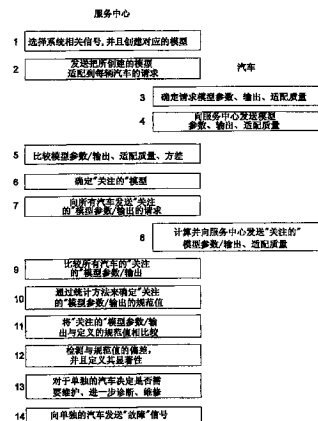 服务中心
1 选择系统相关信号,并且创建对应的模型
2 发送把所创建的模型
适配到每辆汽车的请求
汽车
3 确定请求模型参数、输出、适配质量
4 向服务中心发送模型
参数、输出、适配质量
5 比较模型参数/输出、适配质量、方差
6 确定"关注的"模型
7 向所有汽车发送"关注
的"模型参数/输出的请求
8 计算并向服务中心发送"关注的"
模型参数/输出、适配质量
9 比较所有汽车的"关注
的"模型参数/输出
10 通过统计方法来确定"关注
的"模型参数/输出的规范值
11 将"关注的"模型参数/输
出与定义的规范值相比较
12 检测与规范值的偏差,
并且定义其显著性
13 对于单独的汽车决定是否需
要维护、进一步诊断、维修
14 向单独的汽车发送"故障"信号